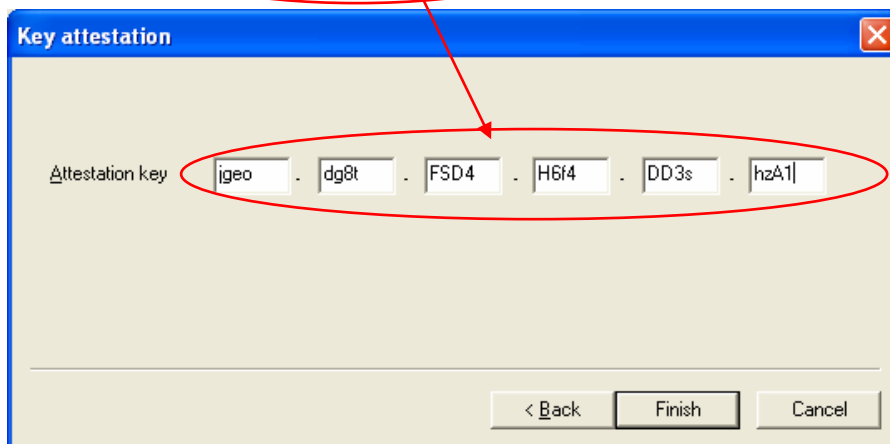 Key attestation
Attestation key jgeo . dg8t . FSD4 . H6f4 . DD3s . hzA1
< Back Finish Cancel